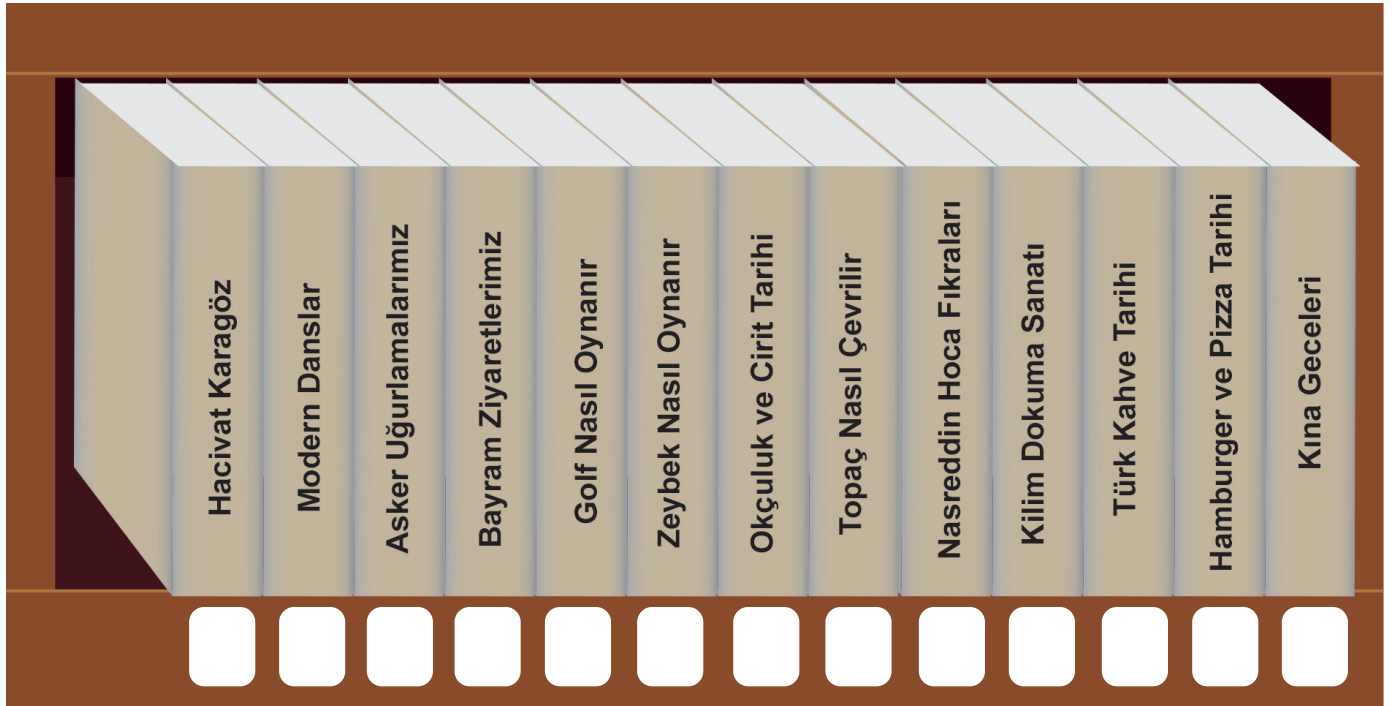 Hacivat Karagöz
Modern Danslar
Asker Uğurlamalarımız
Bayram Ziyaretlerimiz
Golf Nasıl Oynanır
Zeybek Nasıl Oynanır
Okçuluk ve Cirit Tarihi
Topaç Nasıl Çevrilir
Nasreddin Hoca Fıkraları
Kilim Dokuma Sanatı
Türk Kahve Tarihi
Hamburger ve Pizza Tarihi
Kına Geceleri